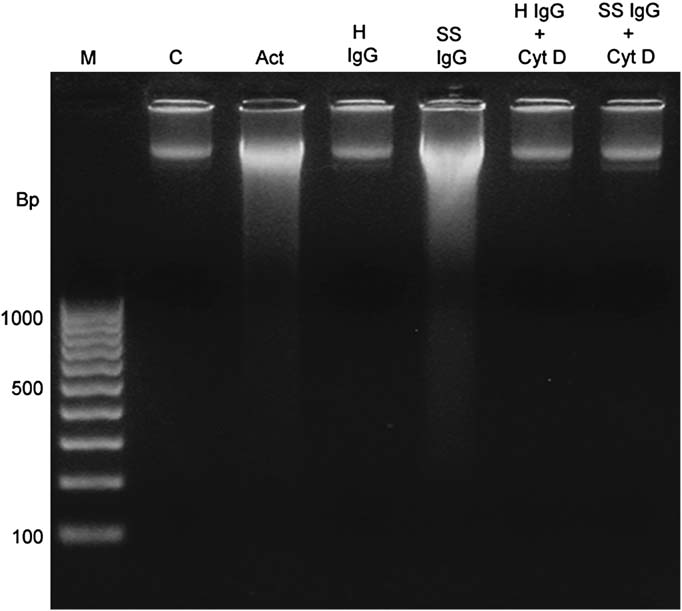 M
C
Act
H
IgG
SS
IgG
H IgG
+
Cyt D
SS IgG
+
Cyt D
Bp
1000
500
100